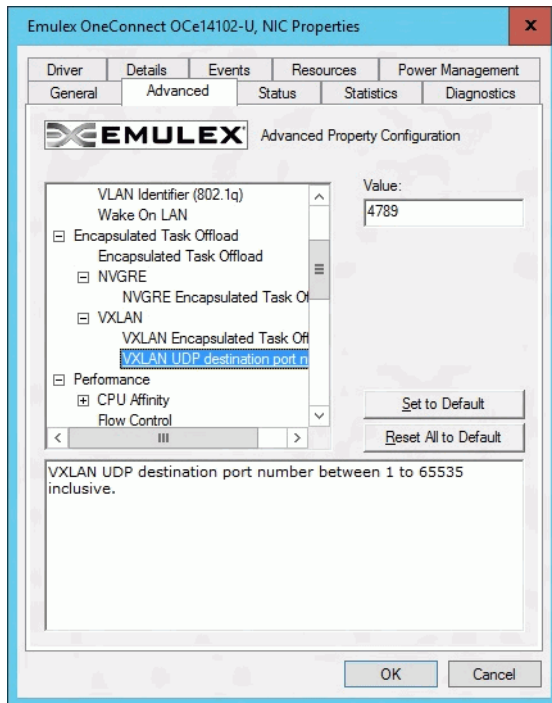 Emulex OneConnect OCe14102-U, NIC Properties
x
Driver Details Events Resources Power Management
General Advanced Status Statistics Diagnostics
EMULEX Advanced Property Configuration
VLAN Identifier (802.1q)
Wake On LAN
Encapsulated Task Offload
Encapsulated Task Offload
NVGRE
NVGRE Encapsulated Task Of
VXLAN
VXLAN Encapsulated Task Off
VXLAN UDP destination port n
Performance
CPU Affinity
Flow Control
Value:
4789
Set to Default
Reset All to Default
VXLAN UDP destination port number between 1 to 65535
inclusive.
OK Cancel